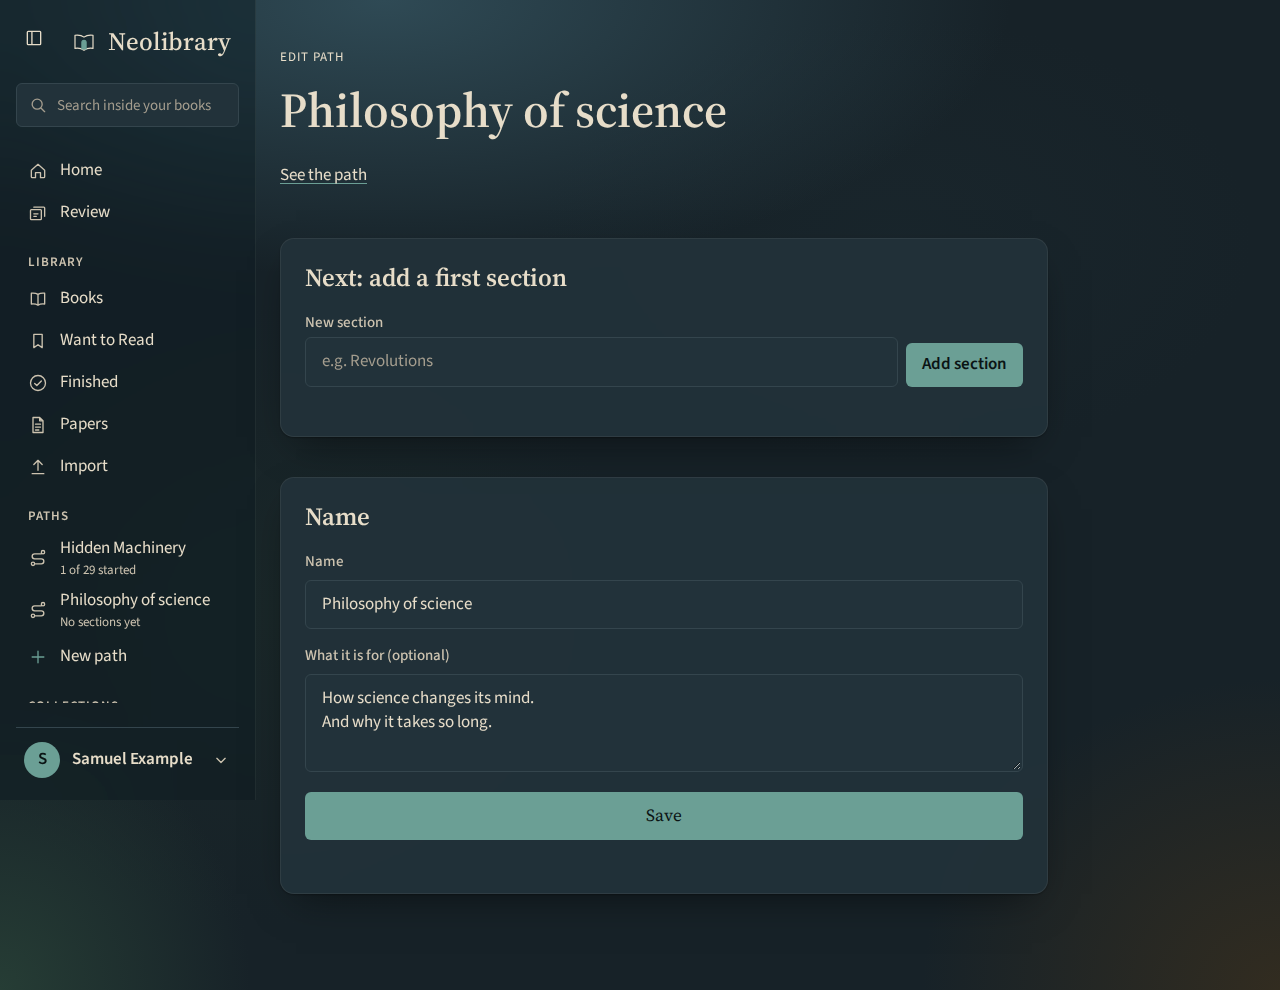 Neolibrary
Search inside your books
Home
Review
LIBRARY
Books
Want to Read
Finished
Papers
Import
PATHS
Hidden Machinery
1 of 29 started
Philosophy of science
No sections yet
New path
S
Samuel Example
EDIT PATH
Philosophy of science
See the path
Next: add a first section
New section
e.g. Revolutions
Add section
Name
Name
Philosophy of science
What it is for (optional)
How science changes its mind.
And why it takes so long.
Save